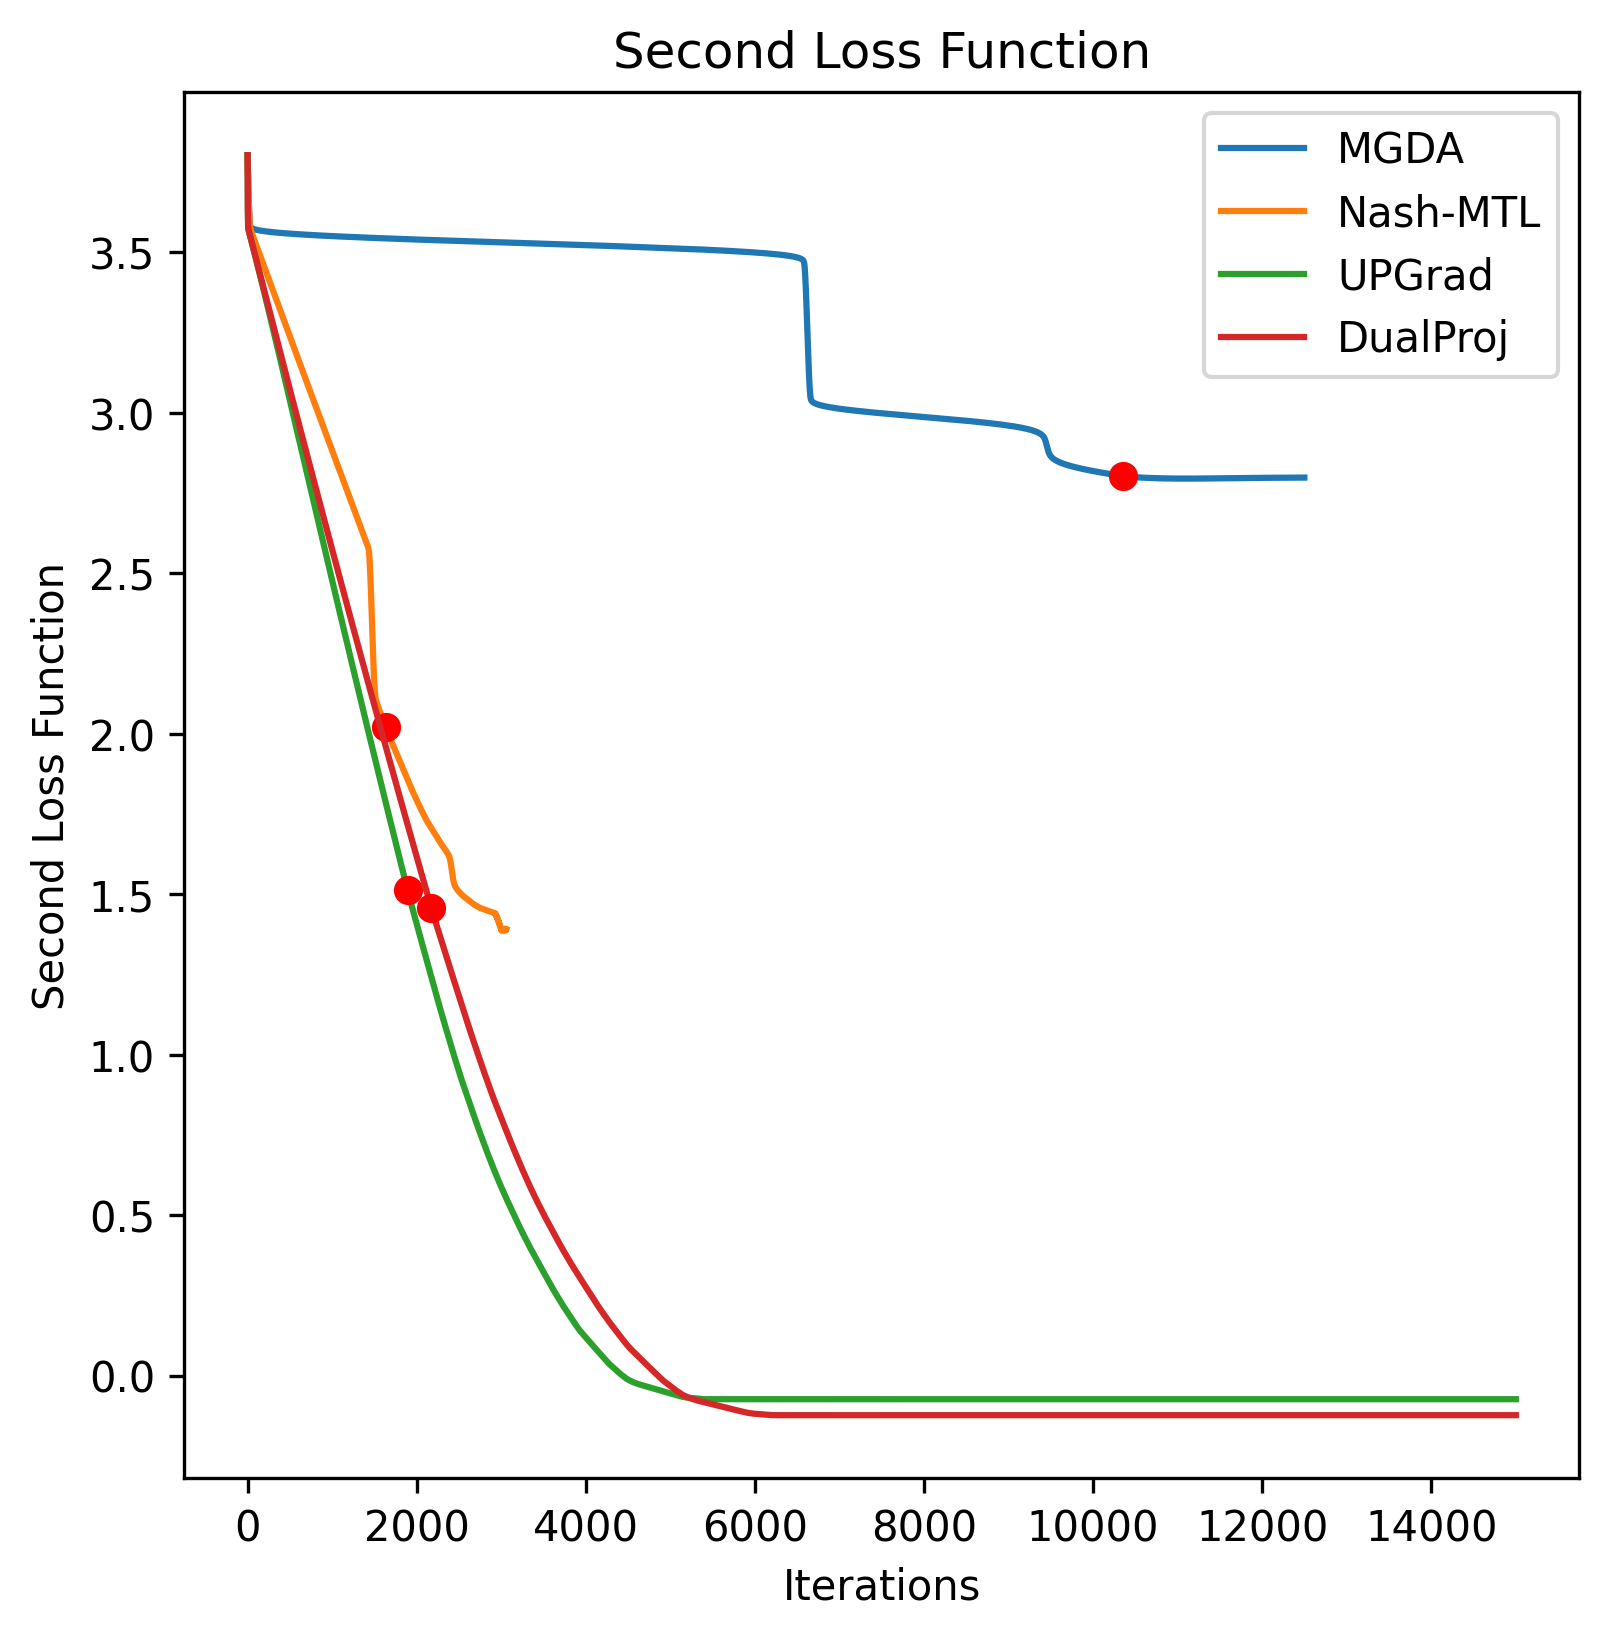 Second Loss Function
MGDA
Nash-MTL
UPGrad
DualProj
Second Loss Function
3.5
3.0
2.5
2.0
1.5
1.0
0.5
0.0
0 2000 4000 6000 8000 10000 12000 14000
Iterations